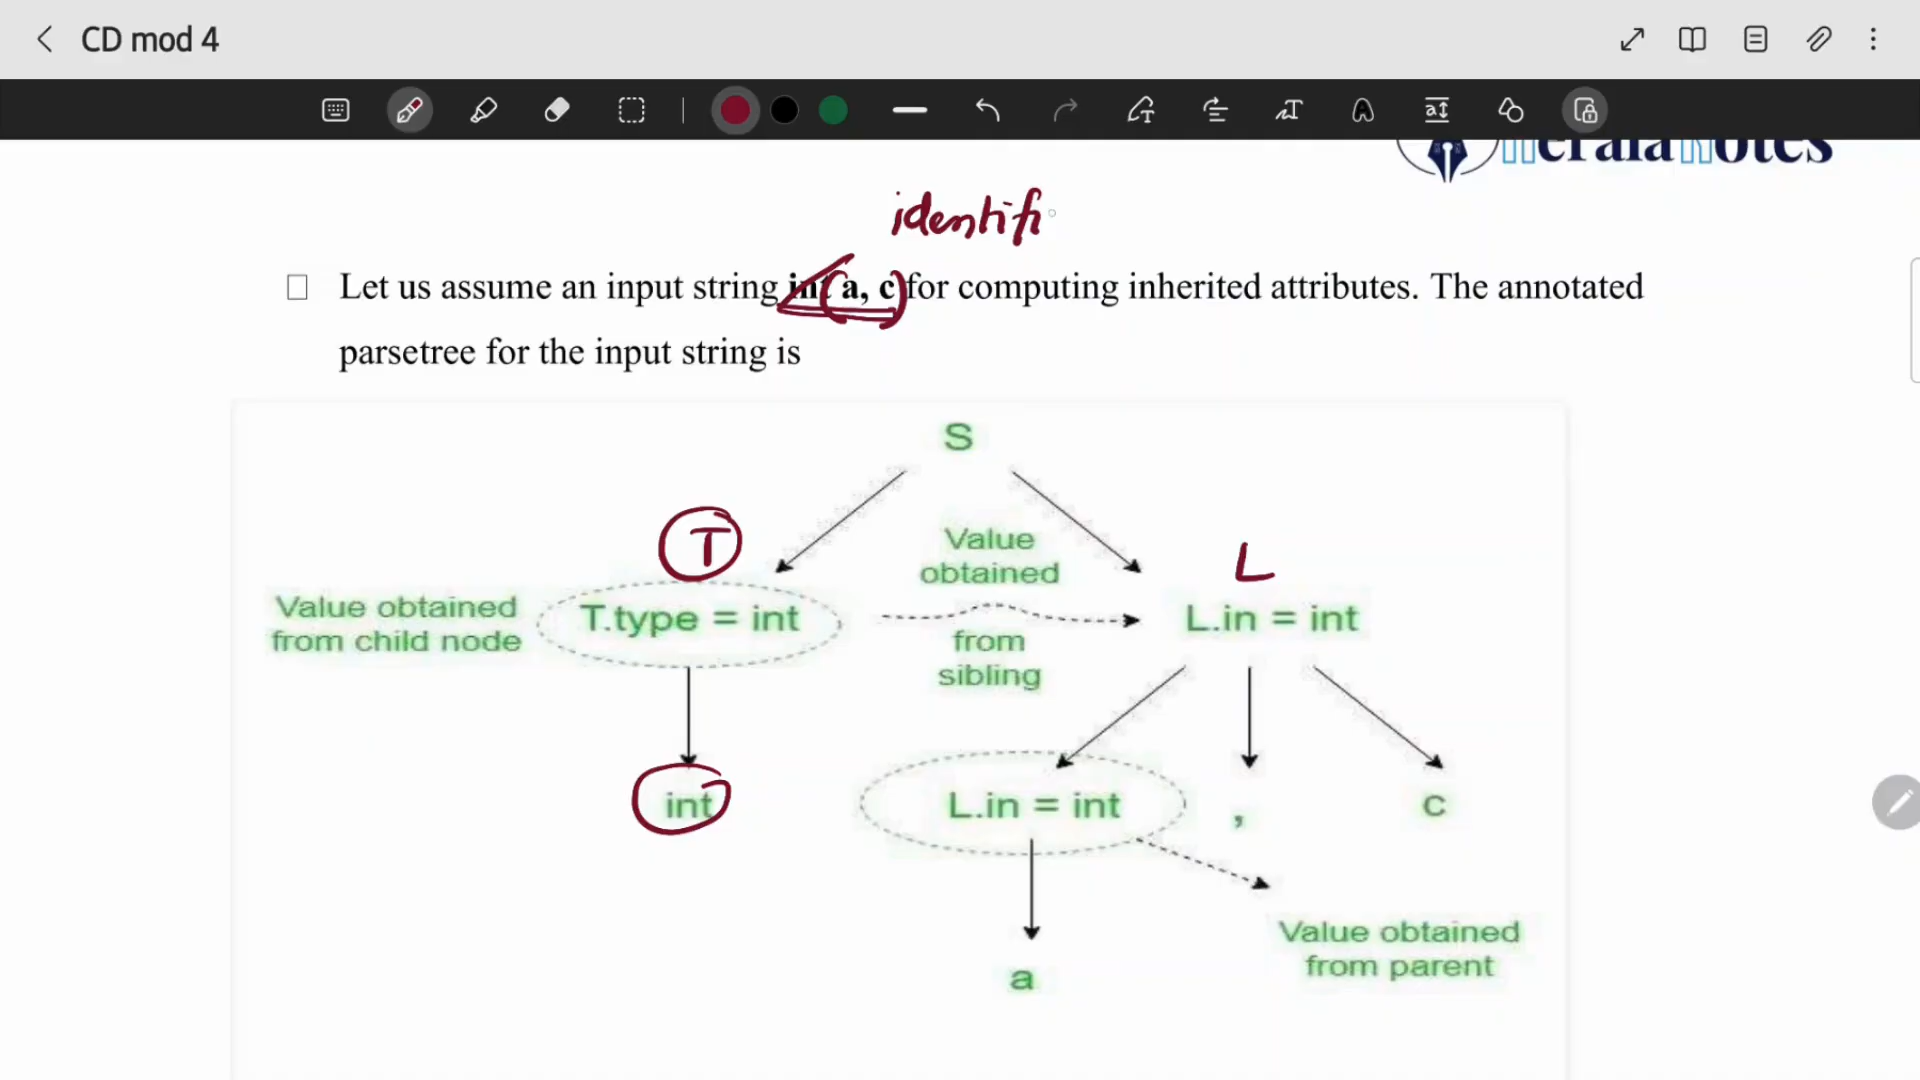 CD mod 4
KeralaNotes
identifi
Let us assume an input string int a, c for computing inherited attributes. The annotated
parsetree for the input string is
S
T
Value
obtained
L
Value obtained
from child node
T.type = int
from
sibling
L.in = int
int
L.in = int
,
c
Value obtained
from parent
a